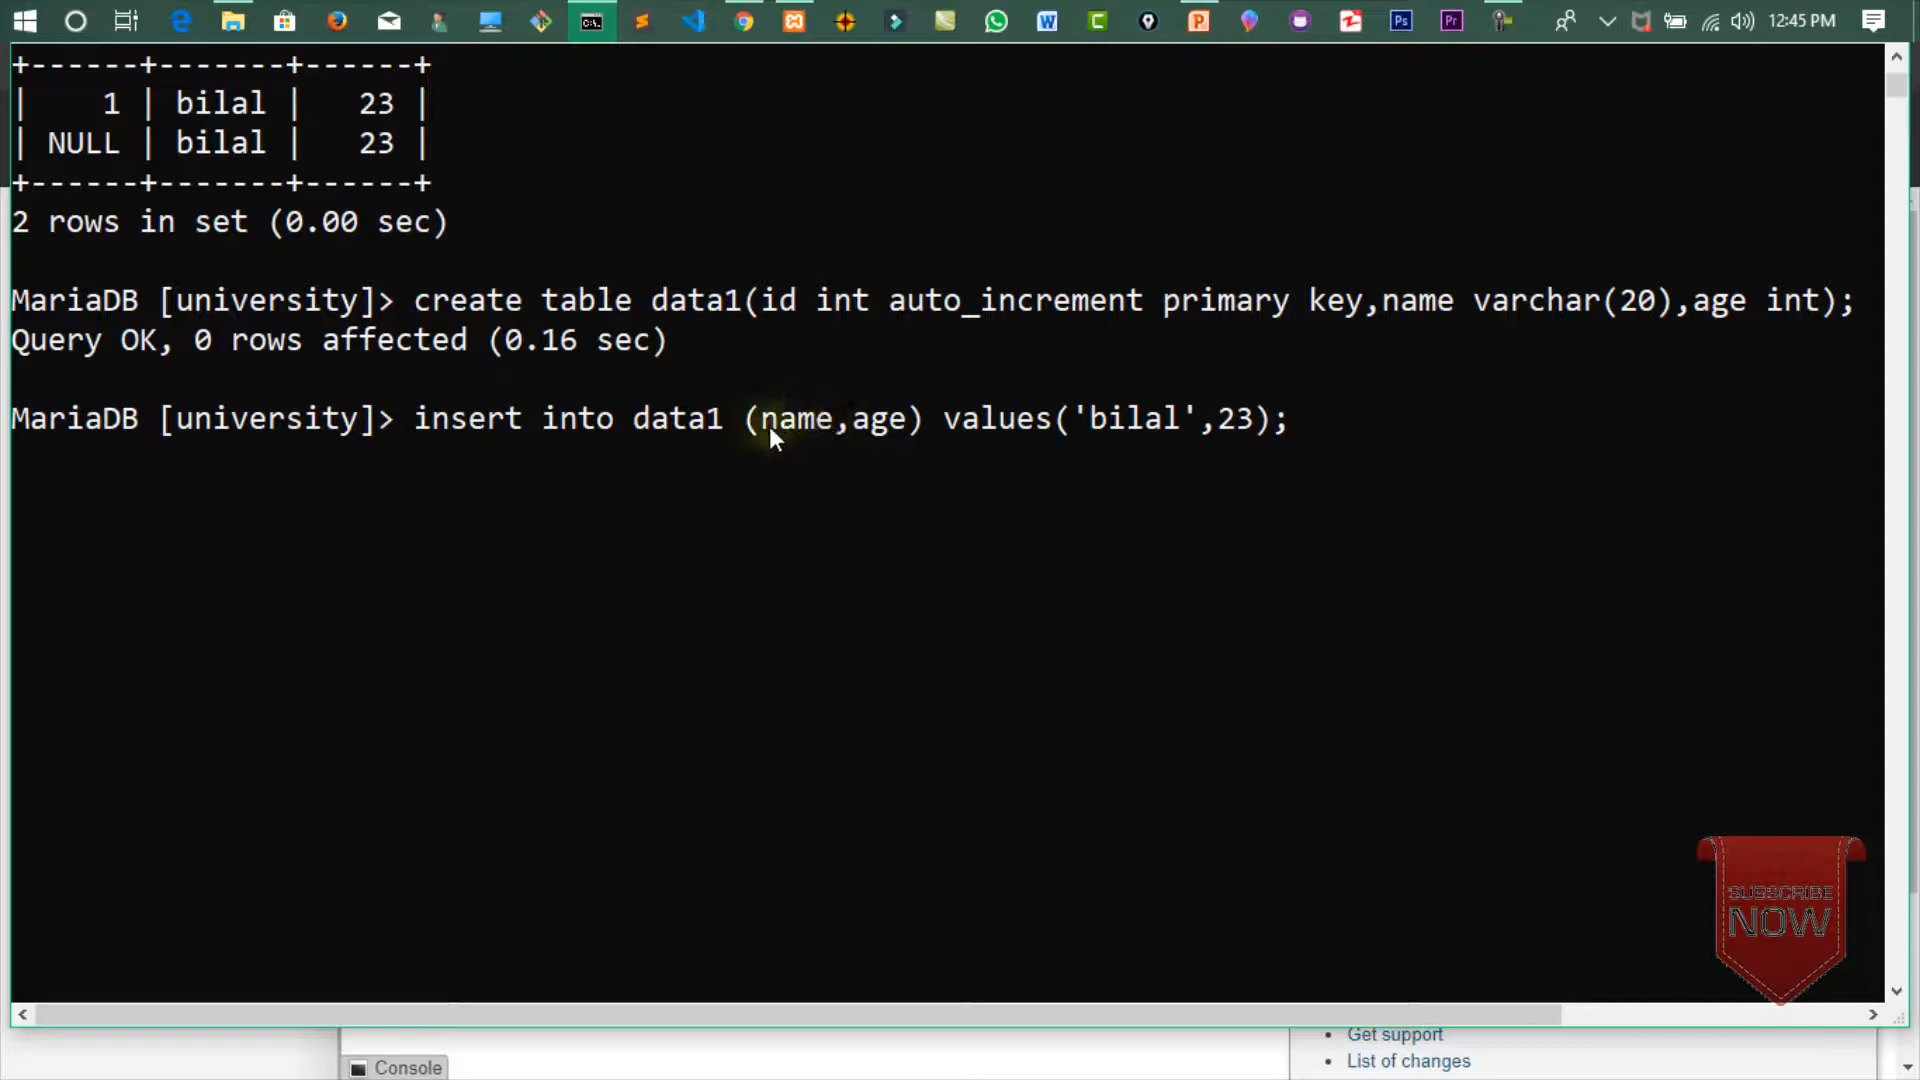 12:45 PM
+------+-------+------+
|    1 | bilal |   23 |
| NULL | bilal |   23 |
+------+-------+------+
2 rows in set (0.00 sec)
MariaDB [university]> create table data1(id int auto_increment primary key,name varchar(20),age int);
Query OK, 0 rows affected (0.16 sec)
MariaDB [university]> insert into data1 (name,age) values('bilal',23);
SUBSCRIBE
NOW
Get support
List of changes
Console